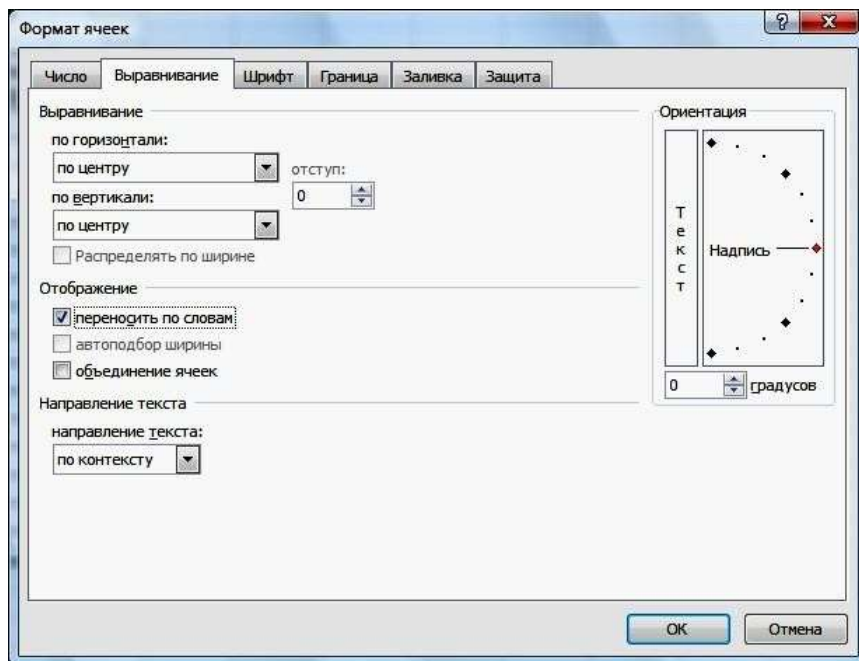 Формат ячеек
Число Выравнивание Шрифт Граница Заливка Защита
Выравнивание
по горизонтали:
по центру
отступ:
0
по вертикали:
по центру
Распределять по ширине
Отображение
переносить по словам
автоподбор ширины
объединение ячеек
Направление текста
направление текста:
по контексту
Ориентация
Текст
Надпись
0 градусов
ОК Отмена